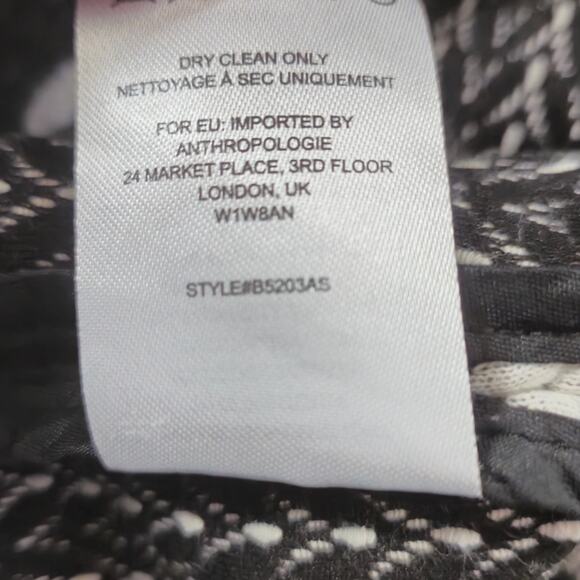 DRY CLEAN ONLY
NETTOYAGE À SEC UNIQUEMENT
FOR EU: IMPORTED BY
ANTHROPOLOGIE
24 MARKET PLACE, 3RD FLOOR
LONDON, UK
W1W8AN
STYLE#B5203AS